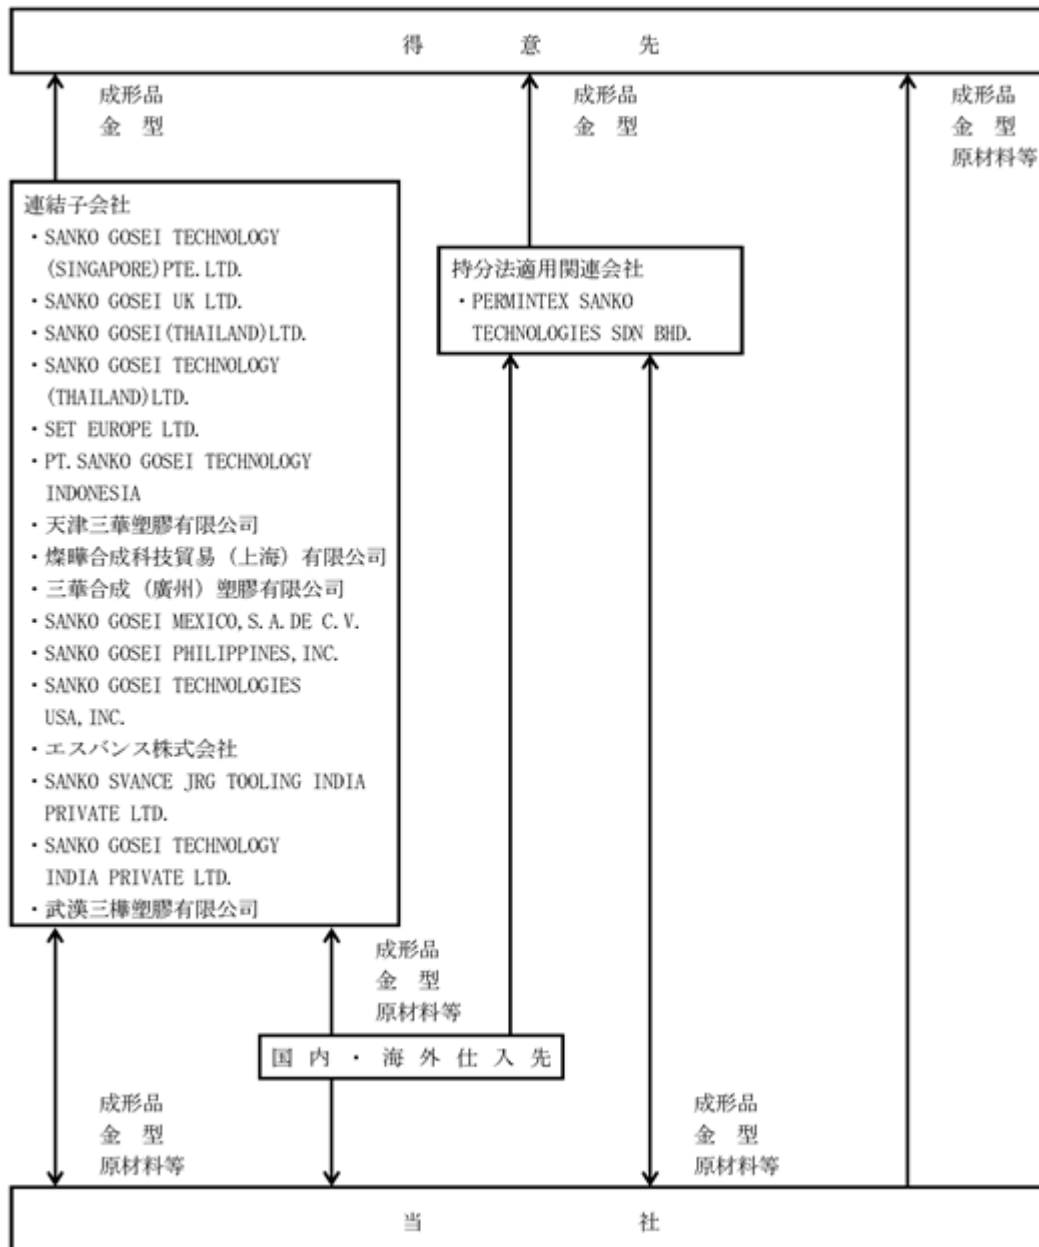 得 意 先
成形品
金 型
成形品
金 型
成形品
金 型
原材料等
連結子会社
・SANKO GOSEI TECHNOLOGY
(SINGAPORE)PTE.LTD.
・SANKO GOSEI UK LTD.
・SANKO GOSEI(THAILAND)LTD.
・SANKO GOSEI TECHNOLOGY
(THAILAND)LTD.
・SET EUROPE LTD.
・PT.SANKO GOSEI TECHNOLOGY
INDONESIA
・天津三華塑膠有限公司
・燦曄合成科技貿易（上海）有限公司
・三華合成（廣州）塑膠有限公司
・SANKO GOSEI MEXICO,S.A.DE C.V.
・SANKO GOSEI PHILIPPINES,INC.
・SANKO GOSEI TECHNOLOGIES
USA,INC.
・エスバンス株式会社
・SANKO SVANCE JRG TOOLING INDIA
PRIVATE LTD.
・SANKO GOSEI TECHNOLOGY
INDIA PRIVATE LTD.
・武漢三樺塑膠有限公司
持分法適用関連会社
・PERMINTEX SANKO
TECHNOLOGIES SDN BHD.
成形品
金 型
原材料等
国 内 ・ 海 外 仕 入 先
成形品
金 型
原材料等
成形品
金 型
原材料等
当 社